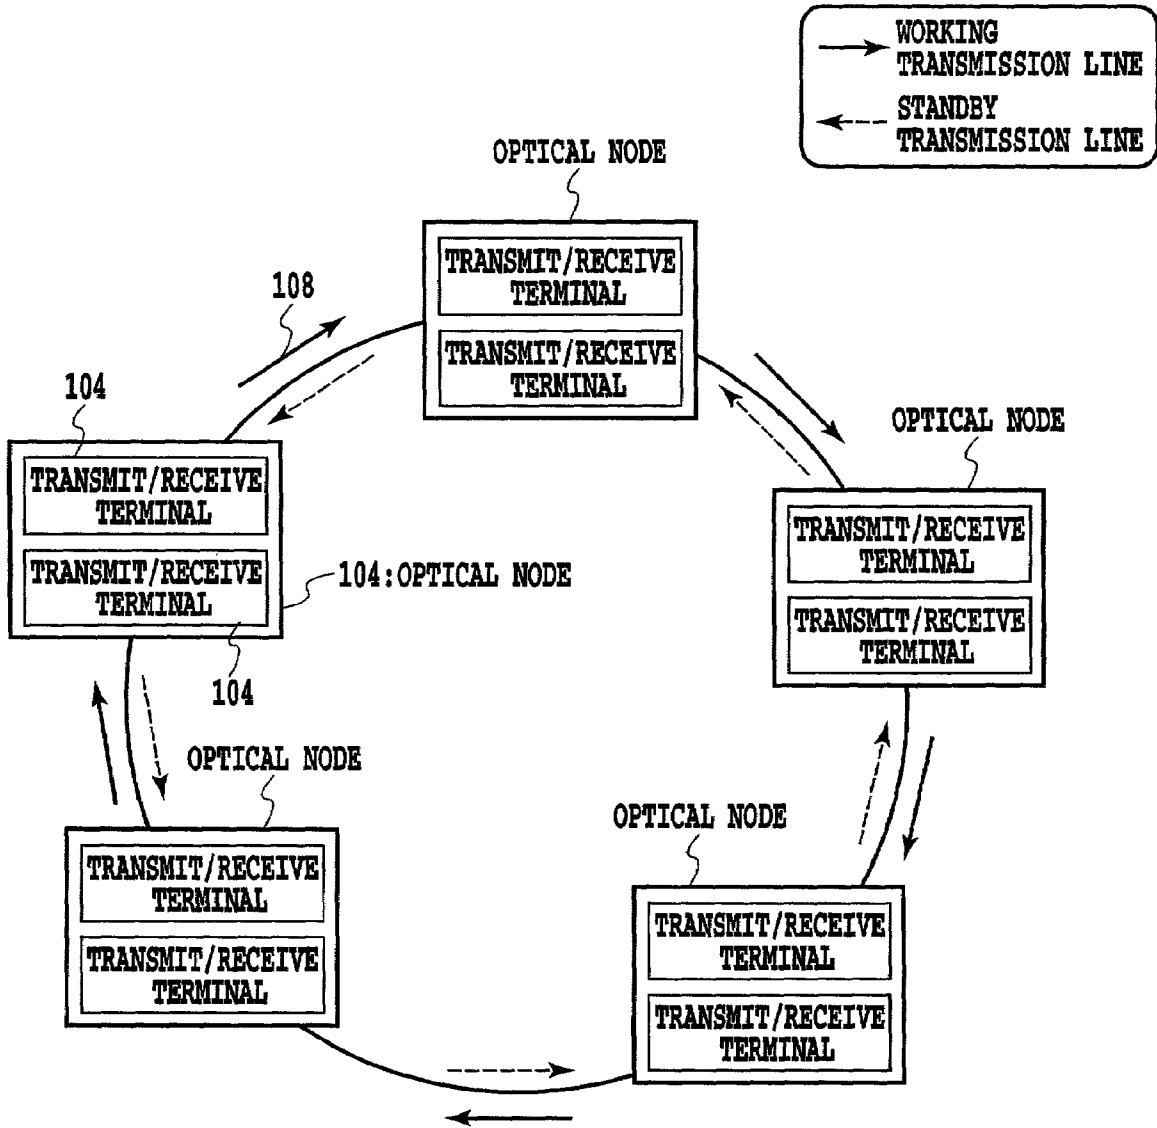 WORKING
TRANSMISSION LINE
STANDBY
TRANSMISSION LINE
OPTICAL NODE
TRANSMIT/RECEIVE
TERMINAL
TRANSMIT/RECEIVE
TERMINAL
108
104
TRANSMIT/RECEIVE
TERMINAL
TRANSMIT/RECEIVE
TERMINAL
104:OPTICAL NODE
104
OPTICAL NODE
TRANSMIT/RECEIVE
TERMINAL
TRANSMIT/RECEIVE
TERMINAL
OPTICAL NODE
TRANSMIT/RECEIVE
TERMINAL
TRANSMIT/RECEIVE
TERMINAL
OPTICAL NODE
TRANSMIT/RECEIVE
TERMINAL
TRANSMIT/RECEIVE
TERMINAL